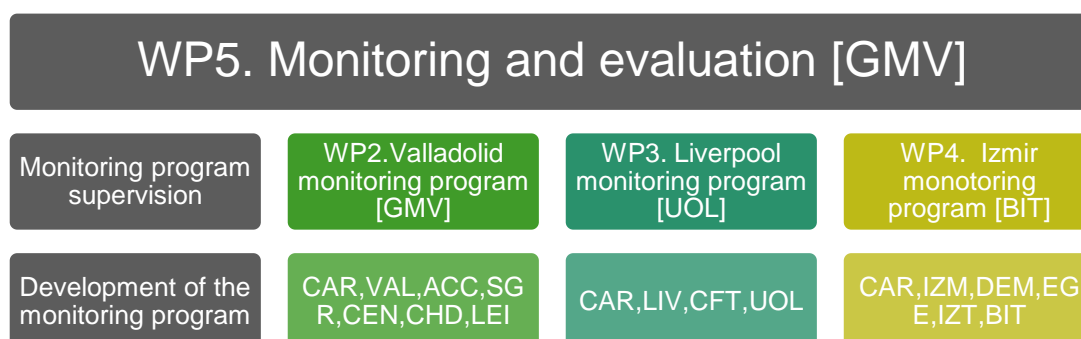 WP5. Monitoring and evaluation [GMV]
Monitoring program
supervision
WP2.Valladolid
monitoring program
[GMV]
WP3. Liverpool
monitoring program
[UOL]
WP4. Izmir
monotoring
program [BIT]
Development of the
monitoring program
CAR,VAL,ACC,SG
R,CEN,CHD,LEI
CAR,LIV,CFT,UOL
CAR,IZM,DEM,EG
E,IZT,BIT